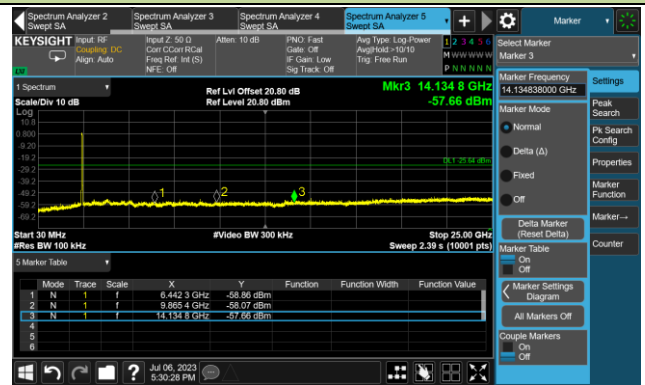 Spectrum Analyzer 2
Swept SA
Spectrum Analyzer 3
Swept SA
Spectrum Analyzer 4
Swept SA
Spectrum Analyzer 5
Swept SA
+
Marker
KEYSIGHT
Input: RF
Coupling: DC
Align: Auto
Input Z: 50 Ω
Corr CCorr RCal
Freq Ref: Int (S)
NFE: Off
Atten: 10 dB
PNO: Fast
Gate: Off
IF Gain: Low
Sig Track: Off
Avg Type: Log-Power
Avg|Hold:>10/10
Trig: Free Run
1 2 3 4 5 6
M W W W W W
P N N N N N
LW
Select Marker
Marker 3
1 Spectrum
Scale/Div 10 dB
Log
Ref Lvl Offset 20.80 dB
Ref Level 20.80 dBm
Mkr3 14.134 8 GHz
-57.66 dBm
10.8
0.800
-9.20
-19.2
-29.2
-39.2
-49.2
-59.2
-69.2
DL1 -25.64 dBm
1
2
3
Start 30 MHz
#Res BW 100 kHz
#Video BW 300 kHz
Stop 25.00 GHz
Sweep 2.39 s (10001 pts)
5 Marker Table
Mode Trace Scale X Y Function Function Width Function Value
1 N 1 f 6.442 3 GHz -58.86 dBm
2 N 1 f 9.865 4 GHz -58.07 dBm
3 N 1 f 14.134 8 GHz -57.66 dBm
4
5
6
Marker Frequency
14.134838000 GHz
Marker Mode
Normal
Delta (Δ)
Fixed
Off
Delta Marker
(Reset Delta)
Marker Table
On
Off
Marker Settings
Diagram
All Markers Off
Couple Markers
On
Off
Settings
Peak
Search
Pk Search
Config
Properties
Marker
Function
Marker→
Counter
?
Jul 06, 2023
5:30:28 PM